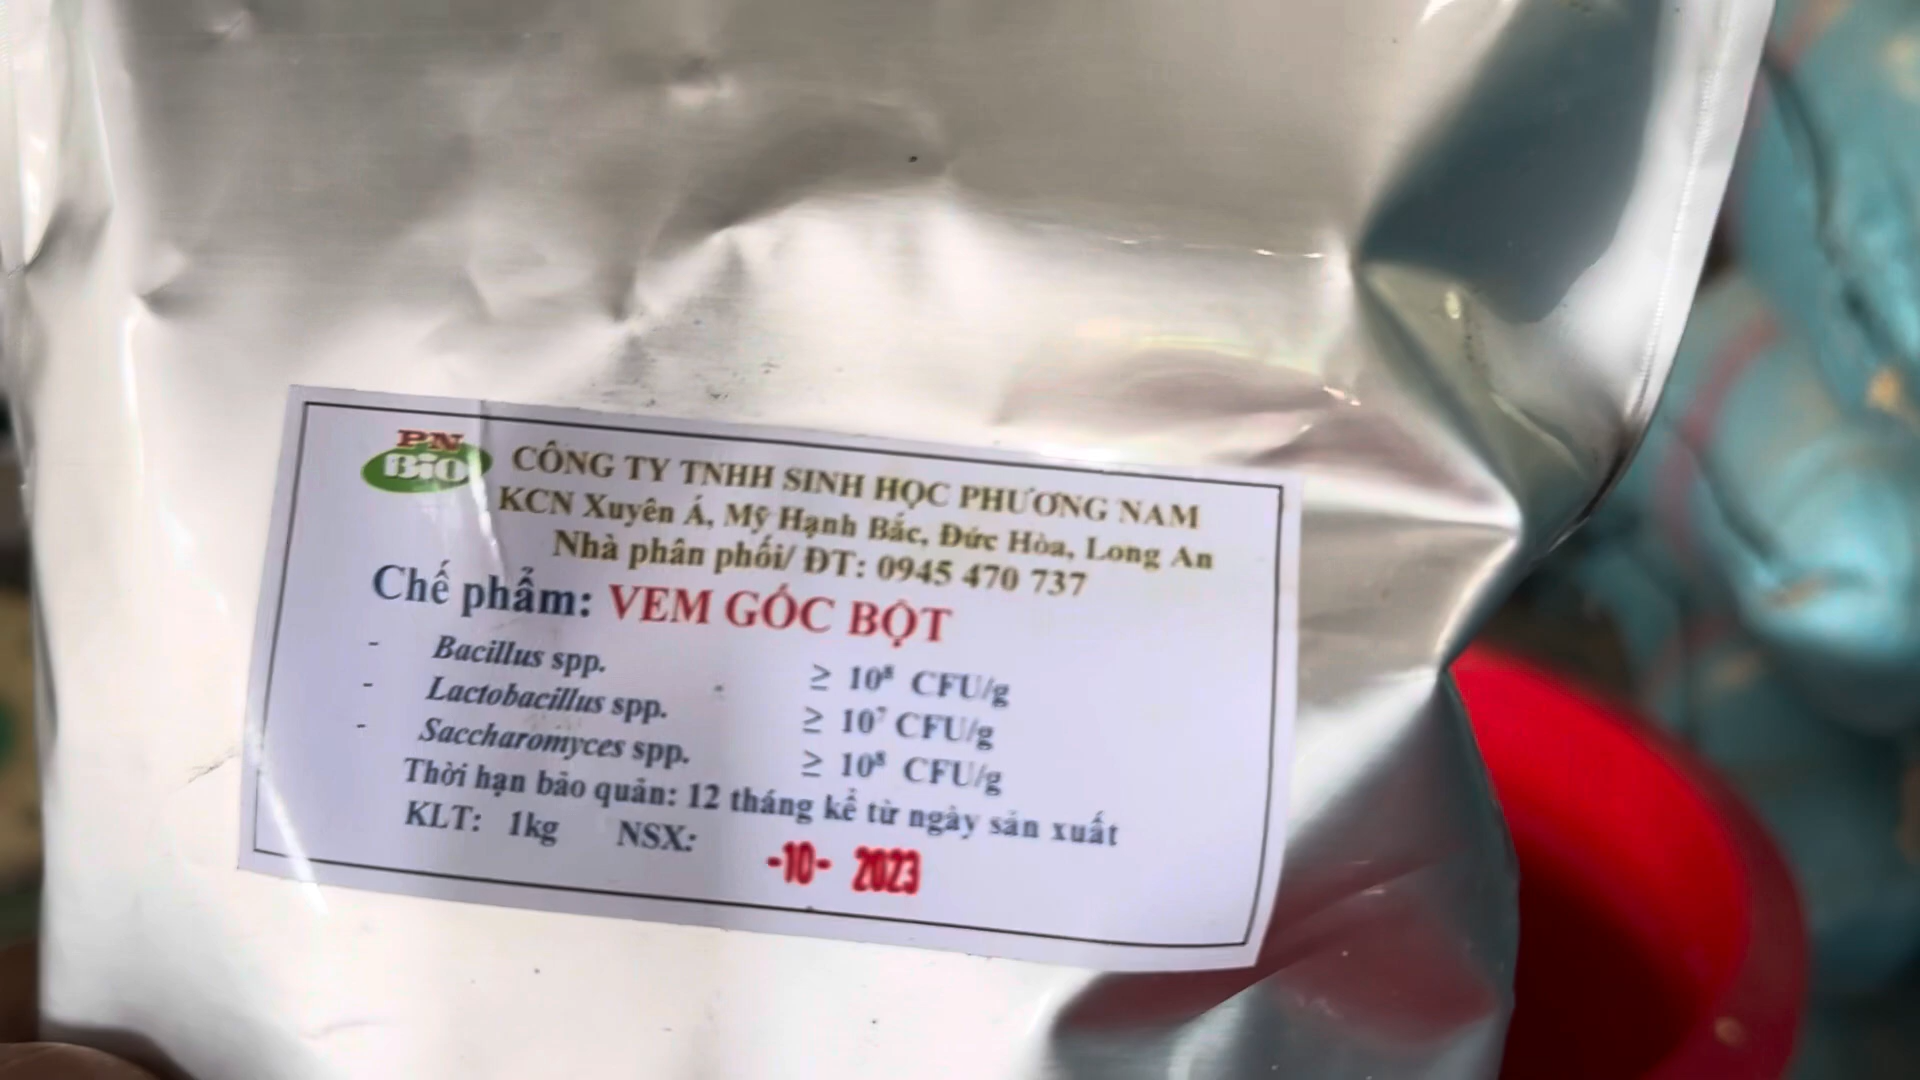 PN
BiO
CÔNG TY TNHH SINH HỌC PHƯƠNG NAM
KCN Xuyên Á, Mỹ Hạnh Bắc, Đức Hòa, Long An
Nhà phân phối/ ĐT: 0945 470 737
Chế phẩm: VEM GÓC BỘT
- Bacillus spp. ≥ 10⁸ CFU/g
- Lactobacillus spp. ≥ 10⁷ CFU/g
- Saccharomyces spp. ≥ 10⁸ CFU/g
Thời hạn bảo quản: 12 tháng kể từ ngày sản xuất
KLT: 1kg NSX: -10- 2023